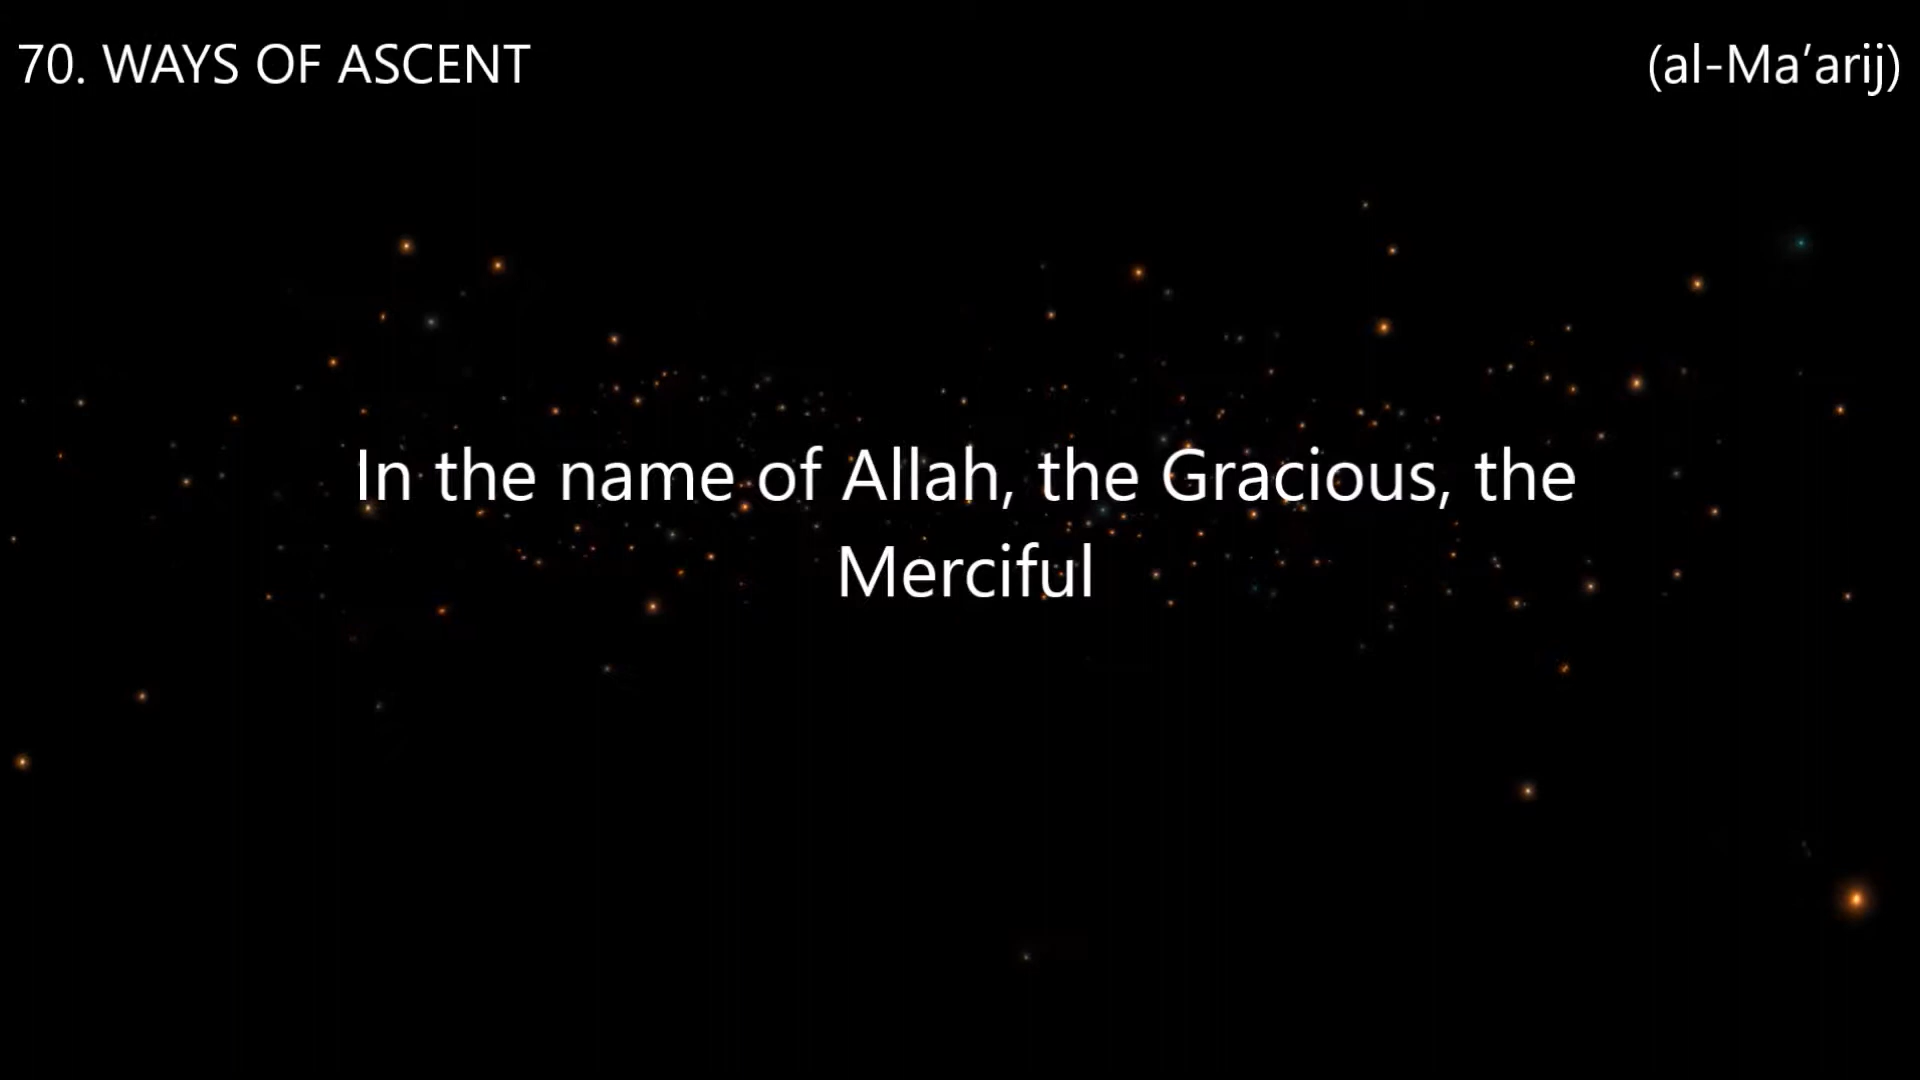 70. WAYS OF ASCENT
(al-Ma’arij)
In the name of Allah, the Gracious, the
Merciful